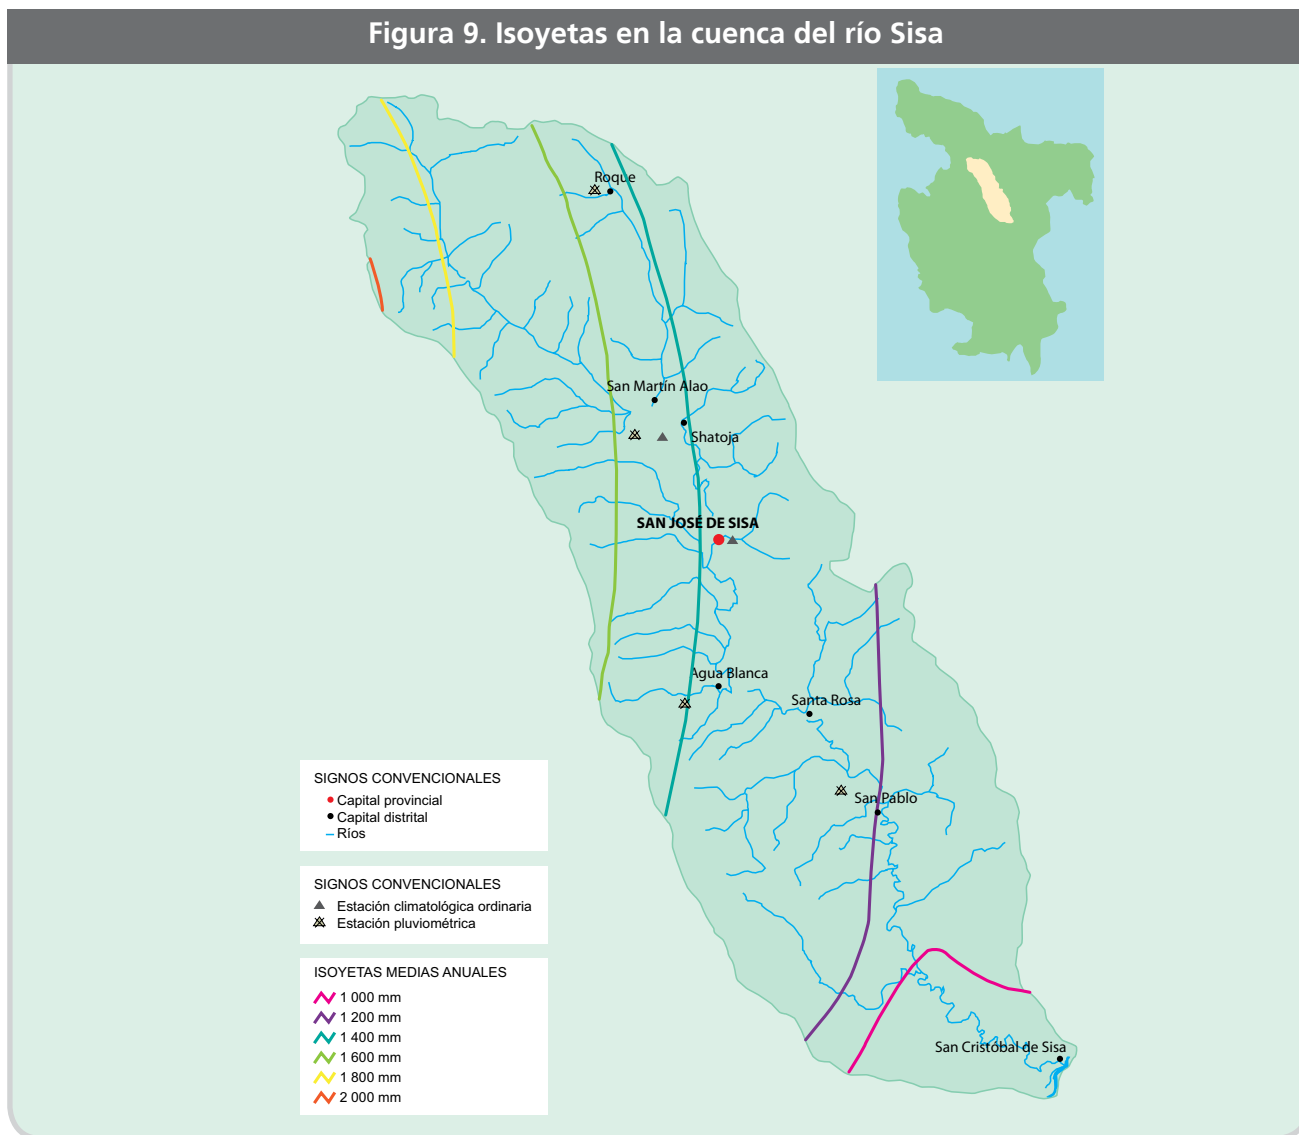 Figura 9. Isoyetas en la cuenca del río Sisa
Roque
San Martín Alao
Shatoja
SAN JOSÉ DE SISA
Agua Blanca
Santa Rosa
San Pablo
San Cristóbal de Sisa
SIGNOS CONVENCIONALES
Capital provincial
Capital distrital
Ríos
SIGNOS CONVENCIONALES
Estación climatológica ordinaria
Estación pluviométrica
ISOYETAS MEDIAS ANUALES
1 000 mm
1 200 mm
1 400 mm
1 600 mm
1 800 mm
2 000 mm